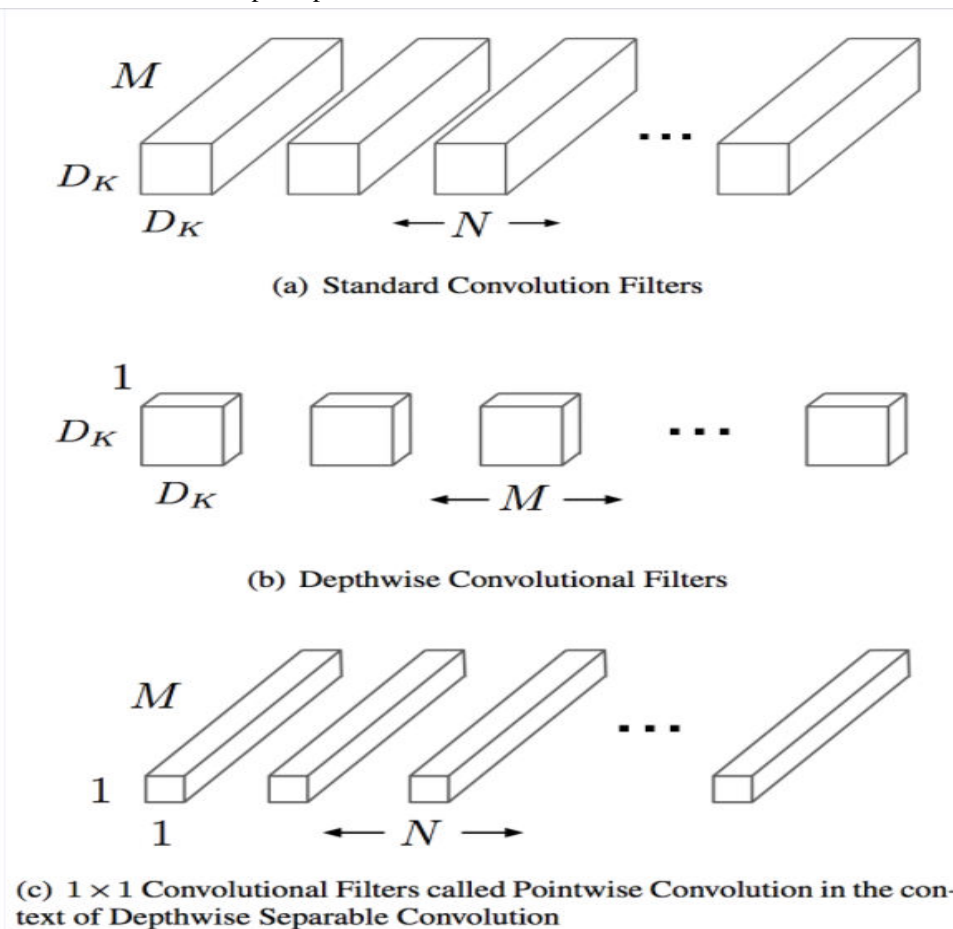 M
D_K
D_K
← N →
(a) Standard Convolution Filters
1
D_K
D_K
← M →
(b) Depthwise Convolutional Filters
M
1
1
← N →
(c) 1 × 1 Convolutional Filters called Pointwise Convolution in the con-
text of Depthwise Separable Convolution